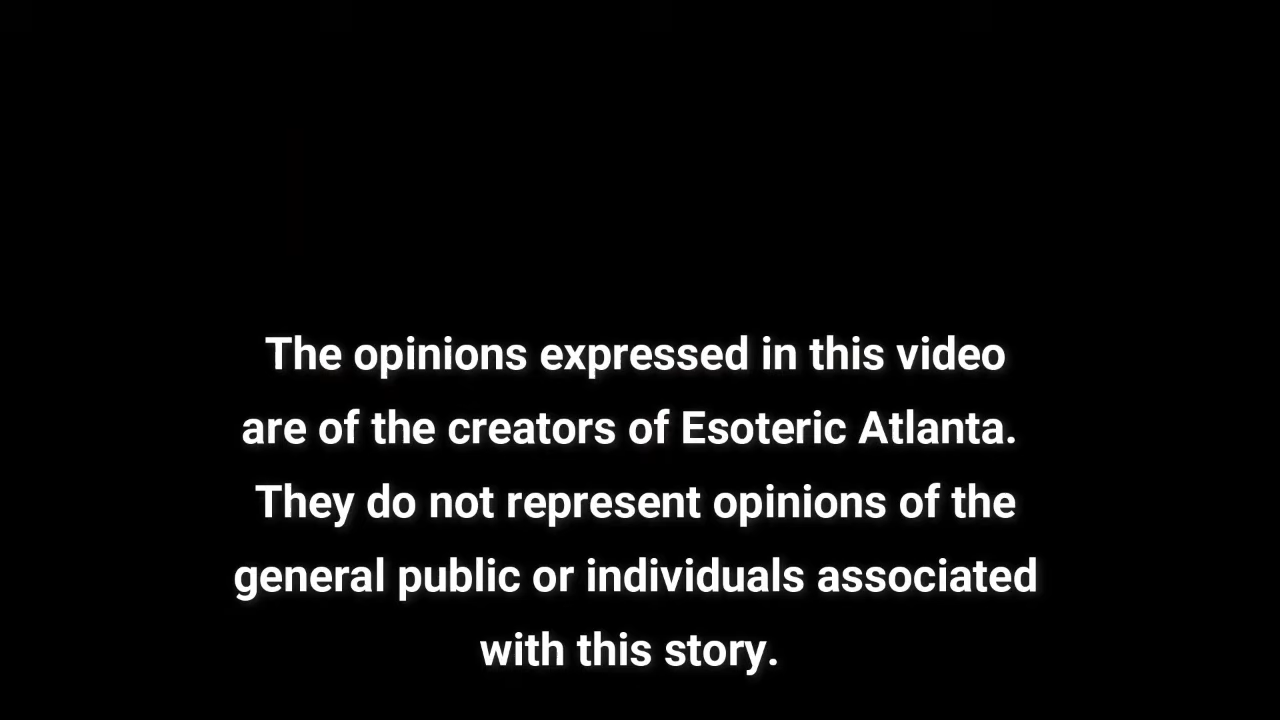 The opinions expressed in this video
are of the creators of Esoteric Atlanta.
They do not represent opinions of the
general public or individuals associated
with this story.